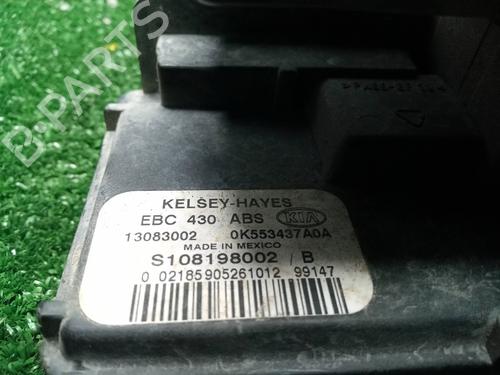 B-PARTS
KELSEY-HAYES
EBC 430 ABS KIA
13083002 0K553437A0A
MADE IN MEXICO
S108198002 / B
0 02185905261012 99147